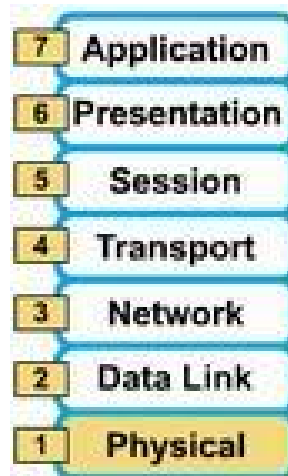 7 Application
6 Presentation
5 Session
4 Transport
3 Network
2 Data Link
1 Physical